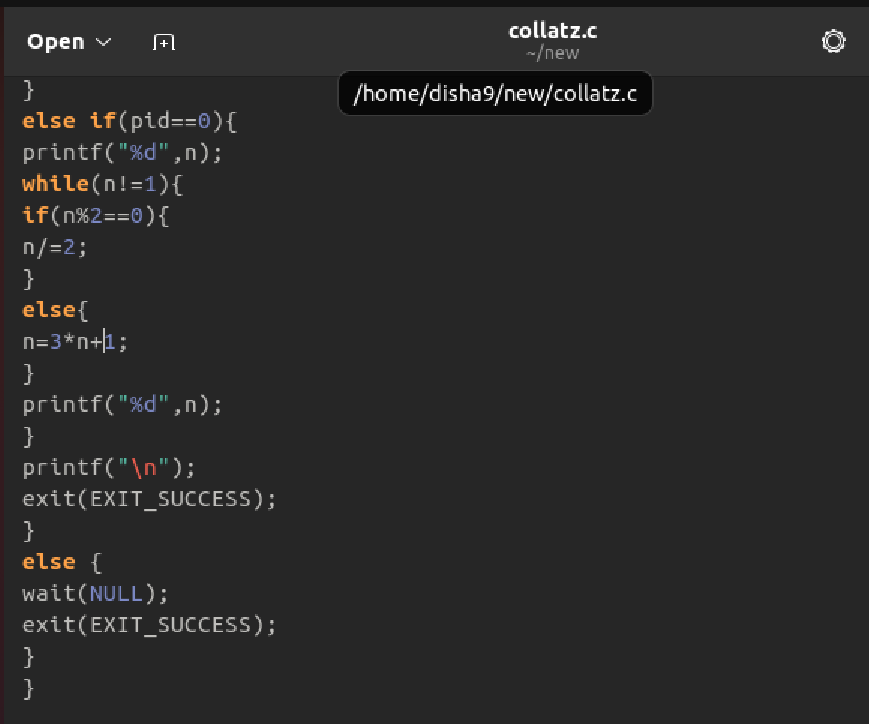 Open
collatz.c
~/new
}
/home/disha9/new/collatz.c
else if(pid==0){
printf("%d",n);
while(n!=1){
if(n%2==0){
n/=2;
}
else{
n=3*n+1;
}
printf("%d",n);
}
printf("\n");
exit(EXIT_SUCCESS);
}
else {
wait(NULL);
exit(EXIT_SUCCESS);
}
}